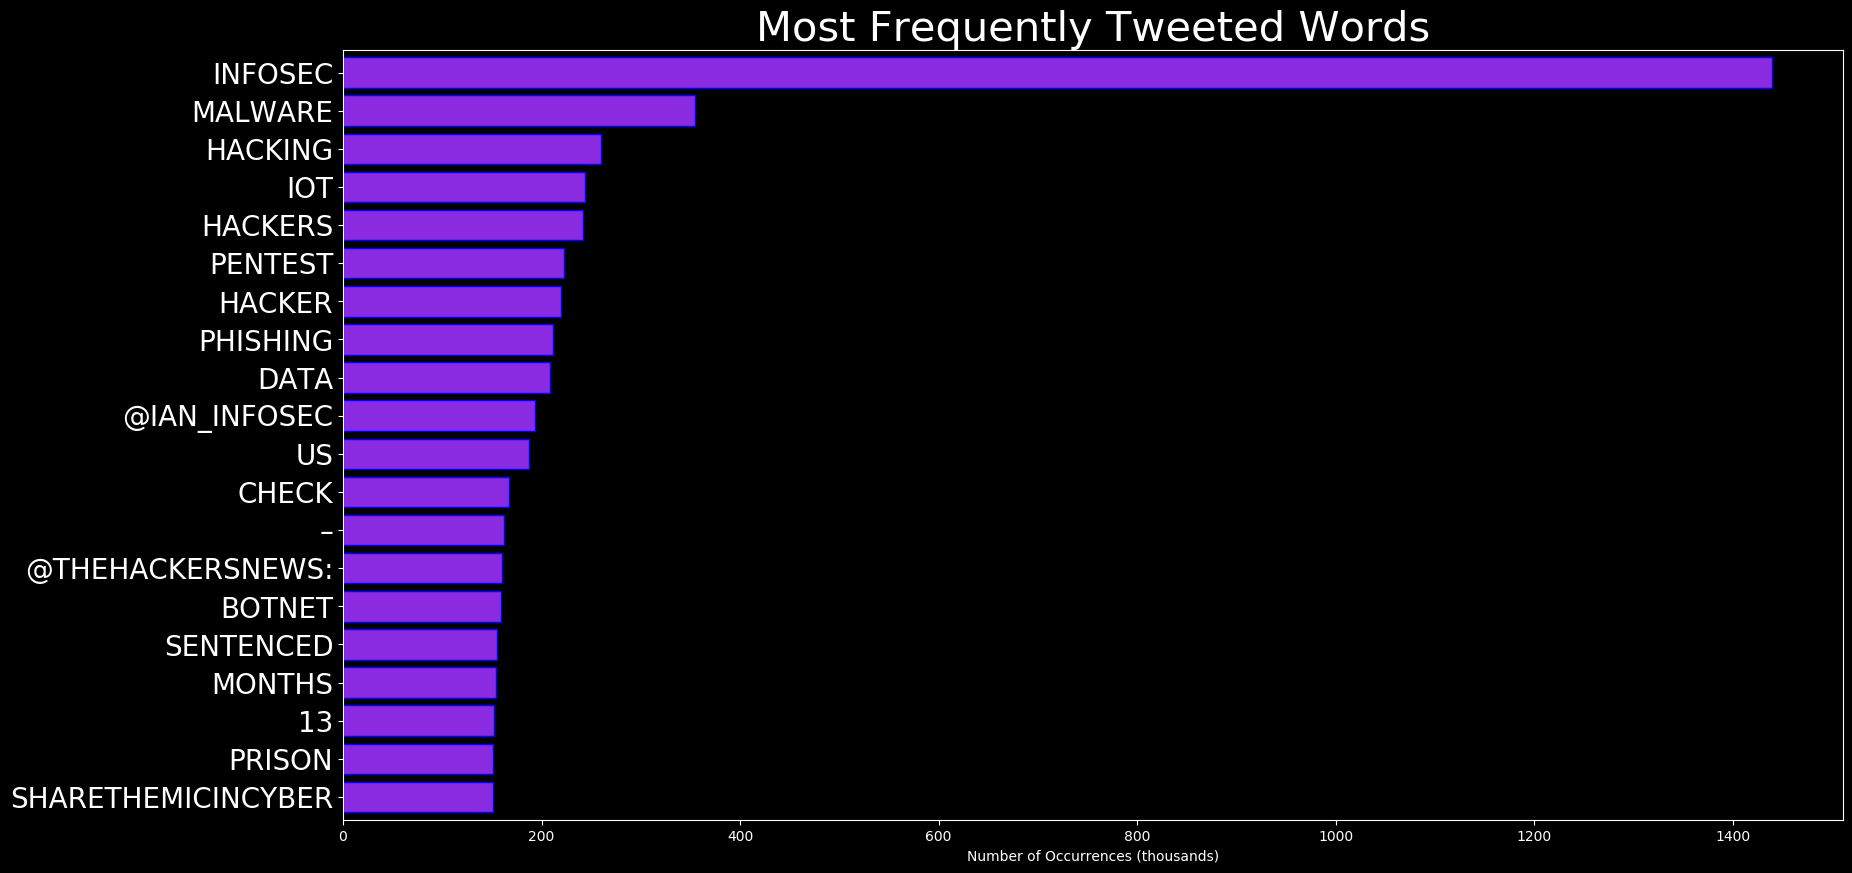 Most Frequently Tweeted Words
INFOSEC
MALWARE
HACKING
IOT
HACKERS
PENTEST
HACKER
PHISHING
DATA
@IAN_INFOSEC
US
CHECK
–
@THEHACKERSNEWS:
BOTNET
SENTENCED
MONTHS
13
PRISON
SHARETHEMICINCYBER
0 200 400 600 800 1000 1200 1400
Number of Occurrences (thousands)